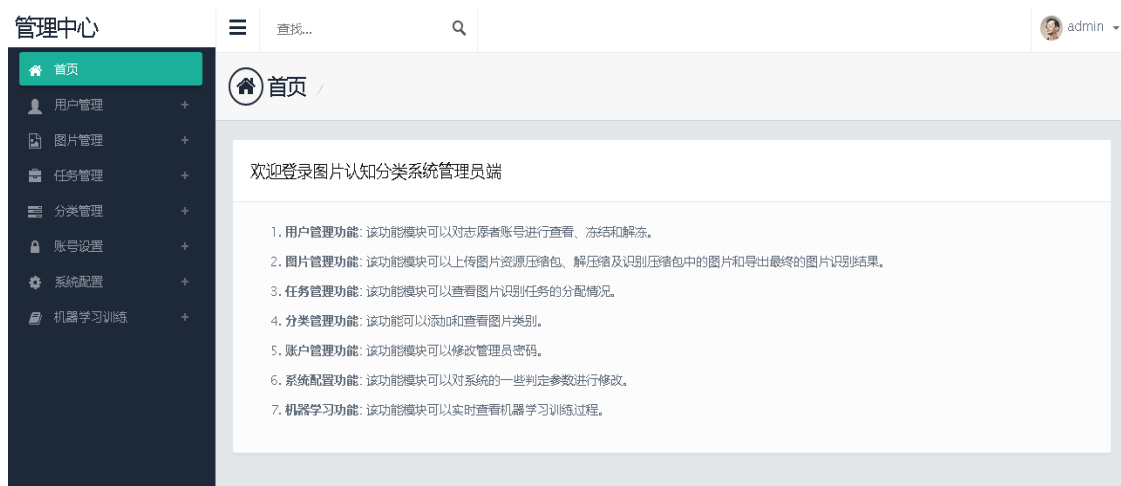 管理中心
查找...
admin
首页
用户管理
图片管理
任务管理
分类管理
账号设置
系统配置
机器学习训练
首页 /
欢迎登录图片认知分类系统管理员端
1. 用户管理功能: 该功能模块可以对志愿者账号进行查看、冻结和解冻。
2. 图片管理功能: 该功能模块可以上传图片资源压缩包、解压缩及识别压缩包中的图片和导出最终的图片识别结果。
3. 任务管理功能: 该功能模块可以查看图片识别任务的分配情况。
4. 分类管理功能: 该功能可以添加和查看图片类别。
5. 账户管理功能: 该功能模块可以修改管理员密码。
6. 系统配置功能: 该功能模块可以对系统的一些判定参数进行修改。
7. 机器学习功能: 该功能模块可以实时查看机器学习训练过程。